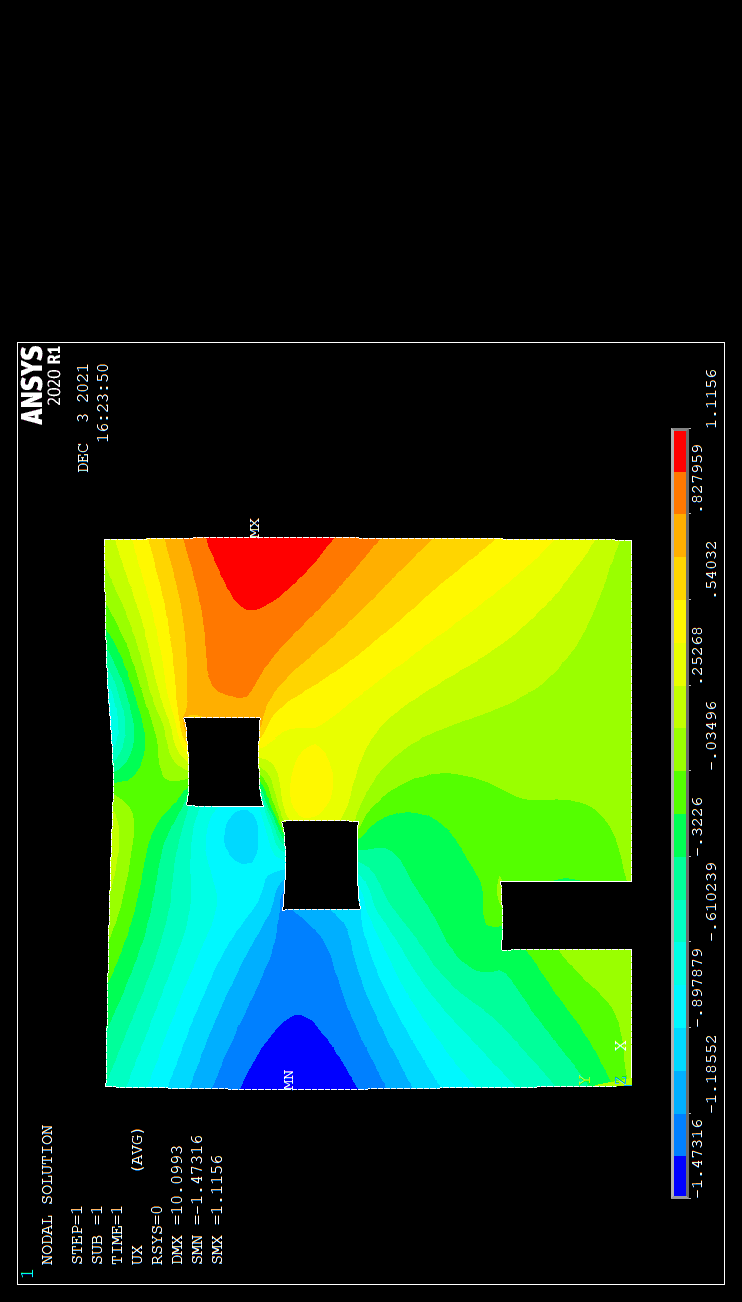 1
NODAL SOLUTION
STEP=1
SUB =1
TIME=1
UX (AVG)
RSYS=0
DMX =10.0993
SMN =-1.47316
SMX =1.1156
ANSYS
2020 R1
DEC 3 2021
16:23:50
MN
MX
Y
Z X
-1.47316
-1.18552
-.897879
-.610239
-.3226
-.03496
.25268
.54032
.827959
1.1156